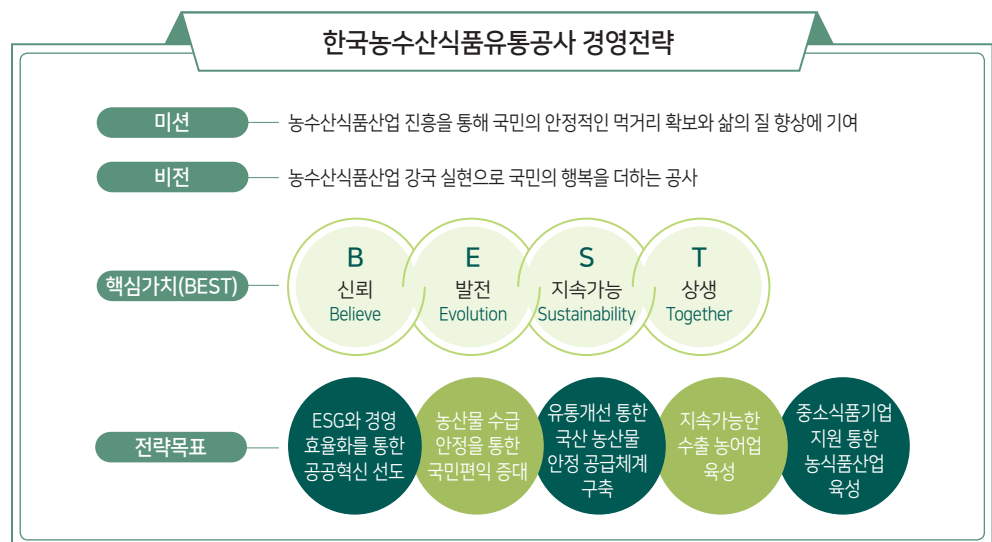 한국농수산식품유통공사 경영전략
미션
농수산식품산업 진흥을 통해 국민의 안정적인 먹거리 확보와 삶의 질 향상에 기여
비전
농수산식품산업 강국 실현으로 국민의 행복을 더하는 공사
핵심가치(BEST)
B
신뢰
Believe
E
발전
Evolution
S
지속가능
Sustainability
T
상생
Together
전략목표
ESG와 경영
효율화를 통한
공공혁신 선도
농산물 수급
안정을 통한
국민편익 증대
유통개선 통한
국산 농산물
안정 공급체계
구축
지속가능한
수출 농어업
육성
중소식품기업
지원 통한
농식품산업
육성